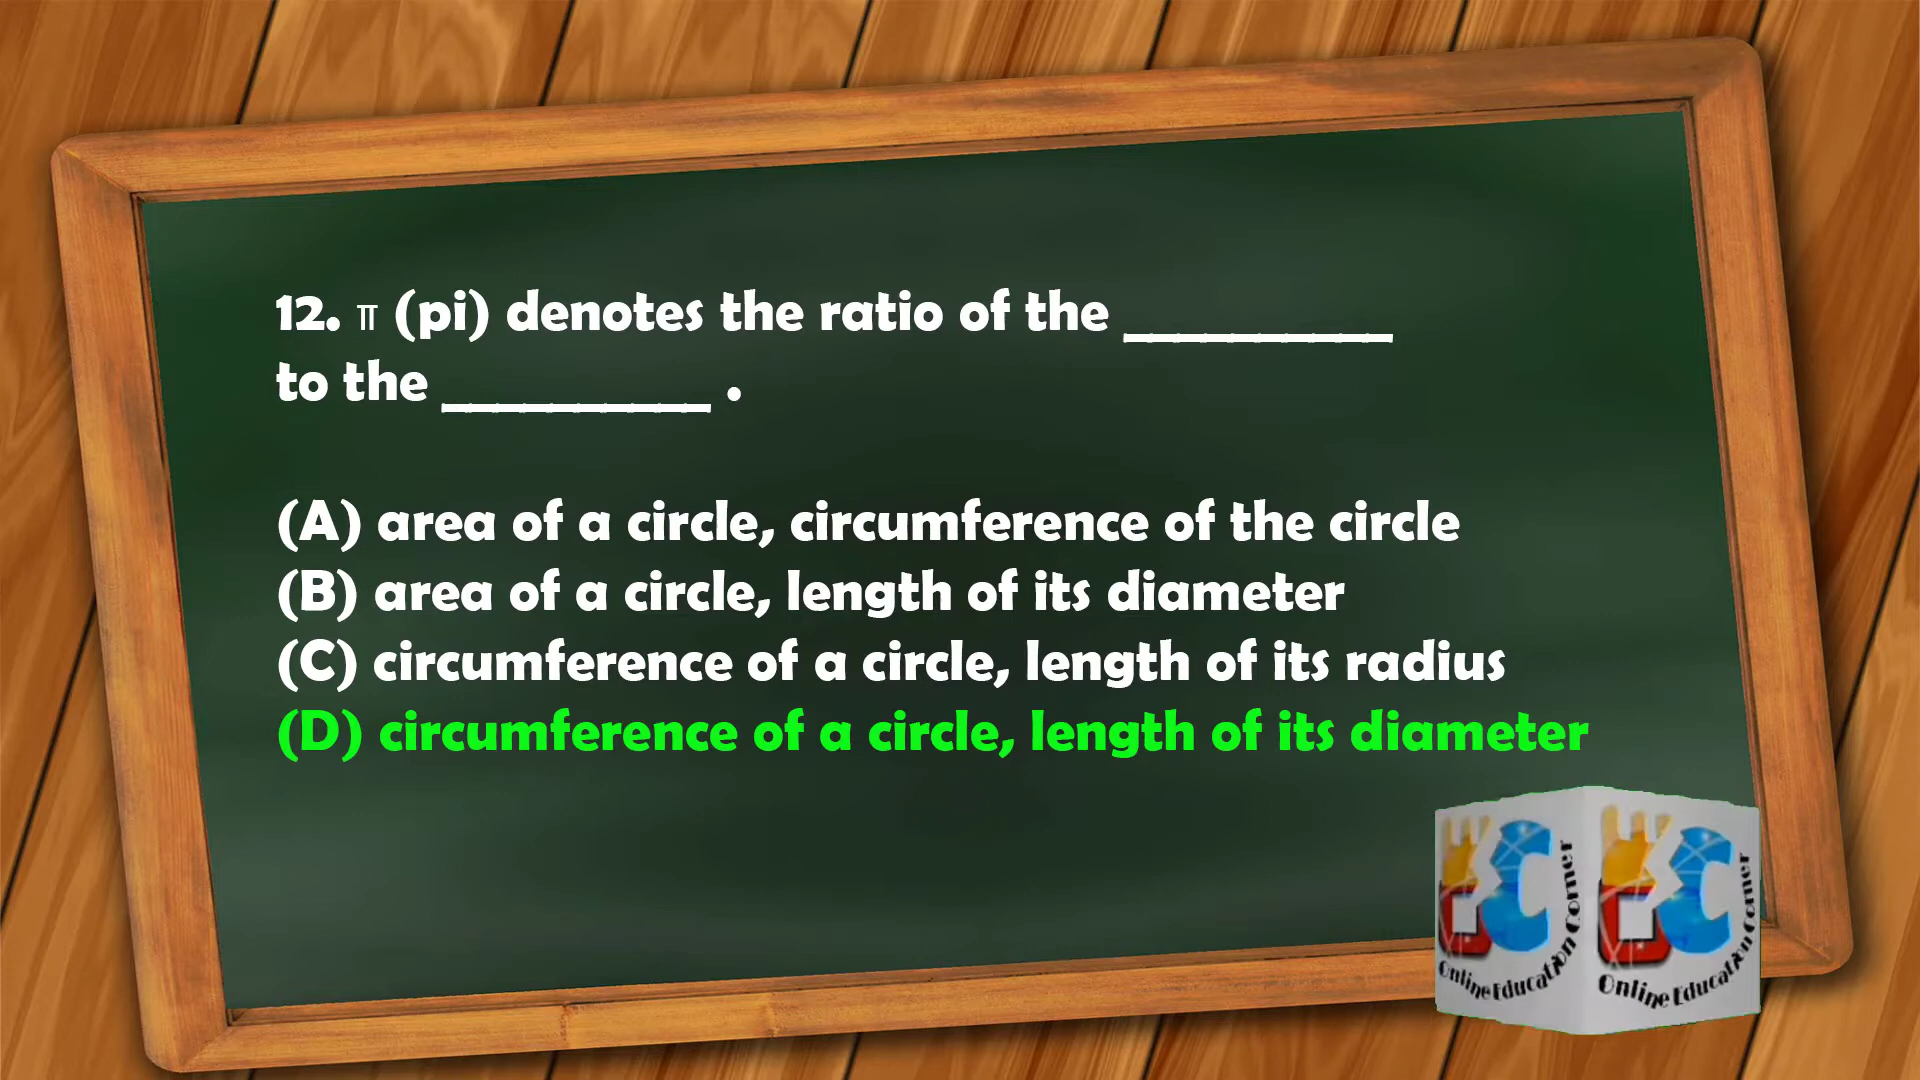 12. π (pi) denotes the ratio of the __________
to the __________ .
(A) area of a circle, circumference of the circle
(B) area of a circle, length of its diameter
(C) circumference of a circle, length of its radius
(D) circumference of a circle, length of its diameter
Online Education Corner
Online Education Corner